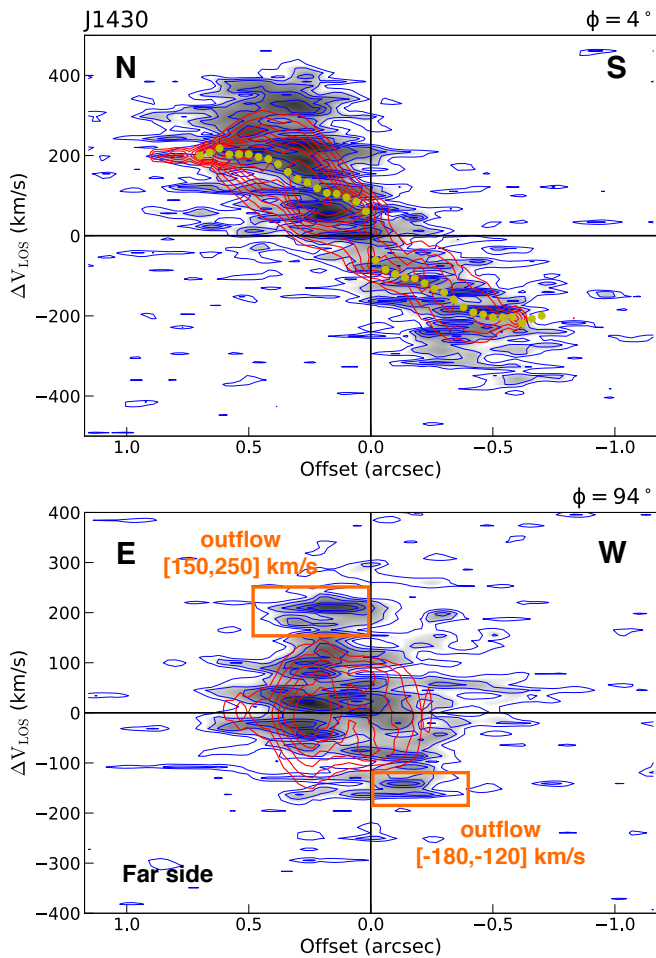 J1430
ϕ = 4°
N
S
400
200
0
−200
−400
ΔV_LOS (km/s)
1.0
0.5
0.0
−0.5
−1.0
Offset (arcsec)
ϕ = 94°
E
W
outflow
[150,250] km/s
400
300
200
100
0
−100
−200
−300
−400
ΔV_LOS (km/s)
outflow
[-180,-120] km/s
Far side
1.0
0.5
0.0
−0.5
−1.0
Offset (arcsec)